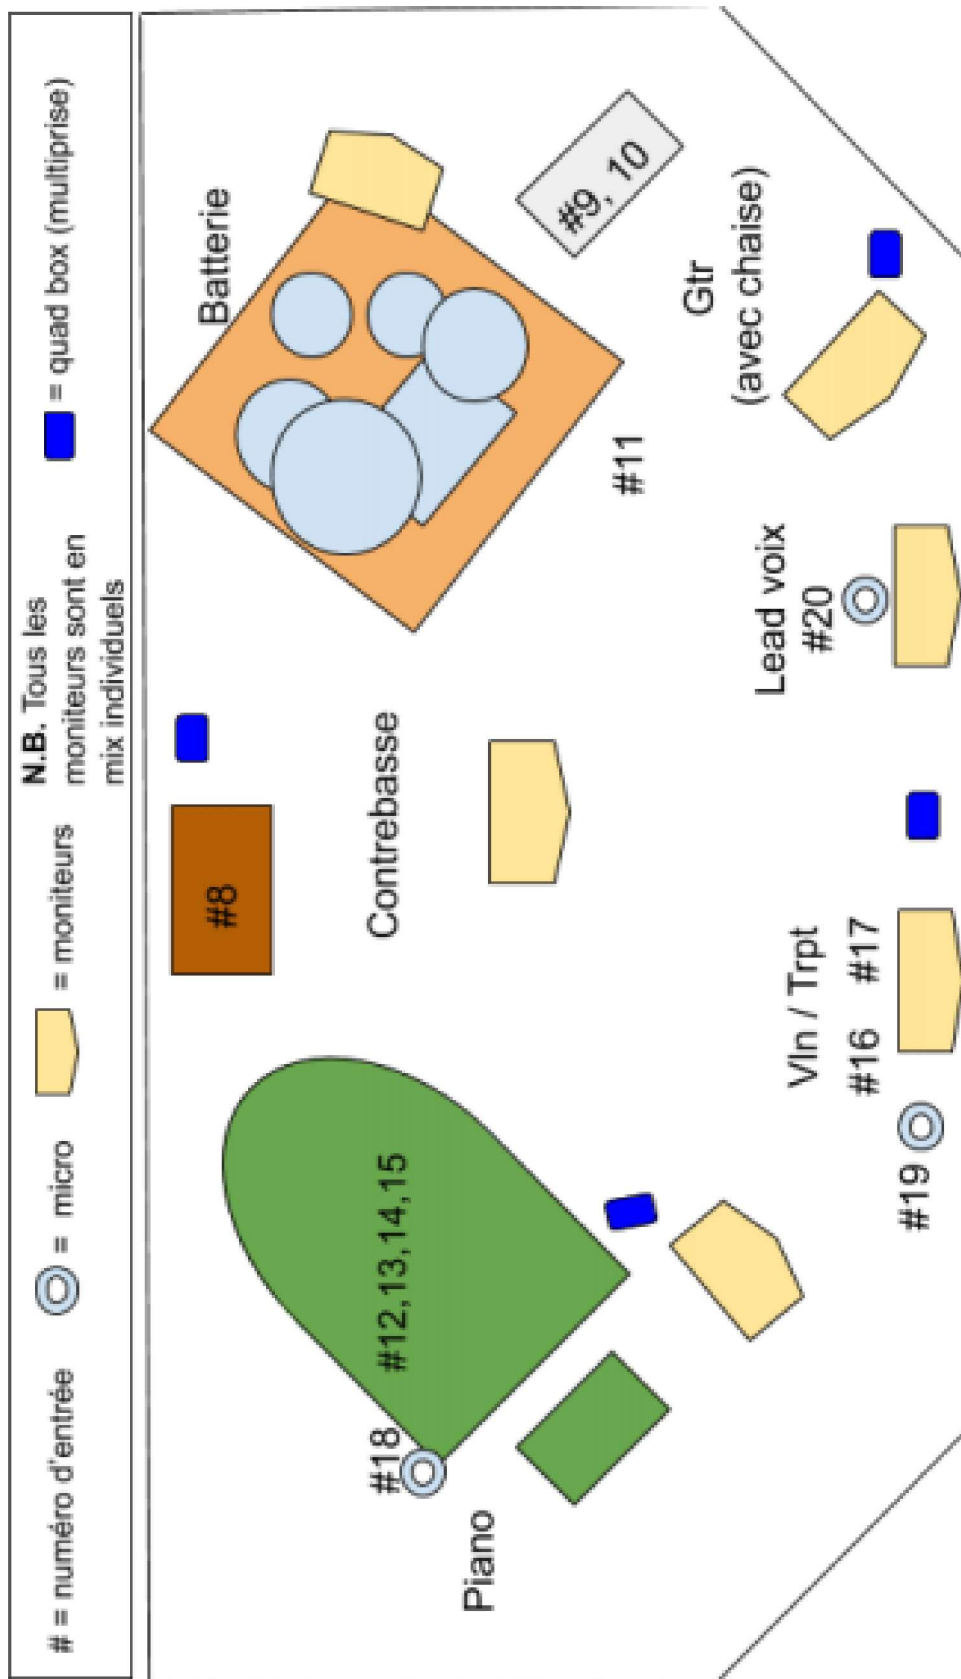 # = numéro d'entrée
= micro
= moniteurs
N.B. Tous les
moniteurs sont en
mix individuels
= quad box (multiprise)
Batterie
#8
#9, 10
Contrebasse
#12,13,14,15
#18
Piano
#11
Gtr
(avec chaise)
Lead voix
#20
Vln / Trpt
#16 #17
#19